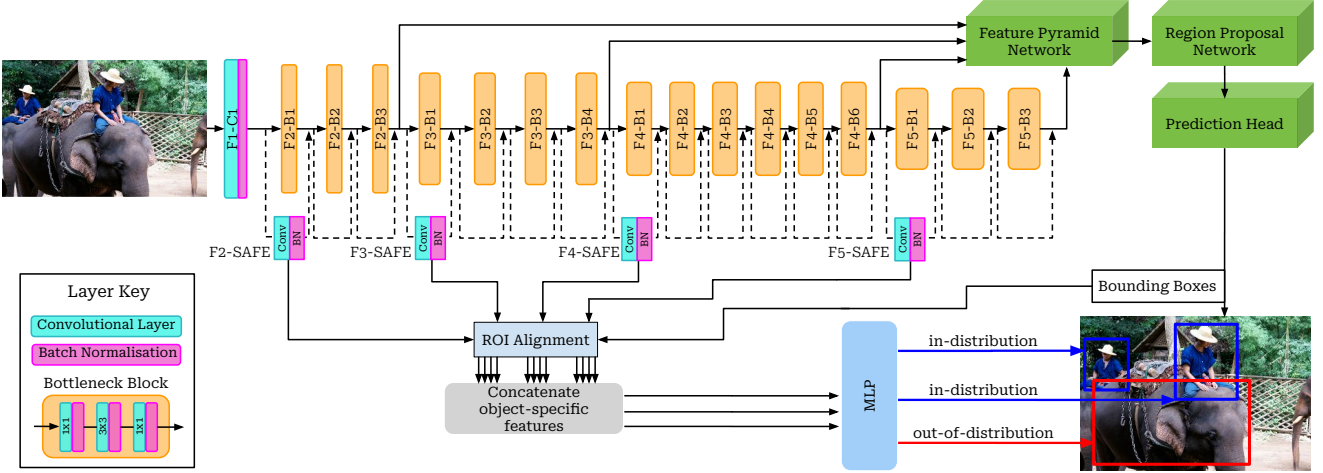 Feature Pyramid
Network
Region Proposal
Network
Prediction Head
F1-C1
F2-B1
F2-B2
F2-B3
F3-B1
F3-B2
F3-B3
F3-B4
F4-B1
F4-B2
F4-B3
F4-B4
F4-B5
F4-B6
F5-B1
F5-B2
F5-B3
F2-SAFE
Conv
BN
F3-SAFE
Conv
BN
F4-SAFE
Conv
BN
F5-SAFE
Conv
BN
Layer Key
Convolutional Layer
Batch Normalisation
Bottleneck Block
1x1
3x3
1x1
Bounding Boxes
ROI Alignment
Concatenate
object-specific
features
MLP
in-distribution
in-distribution
out-of-distribution